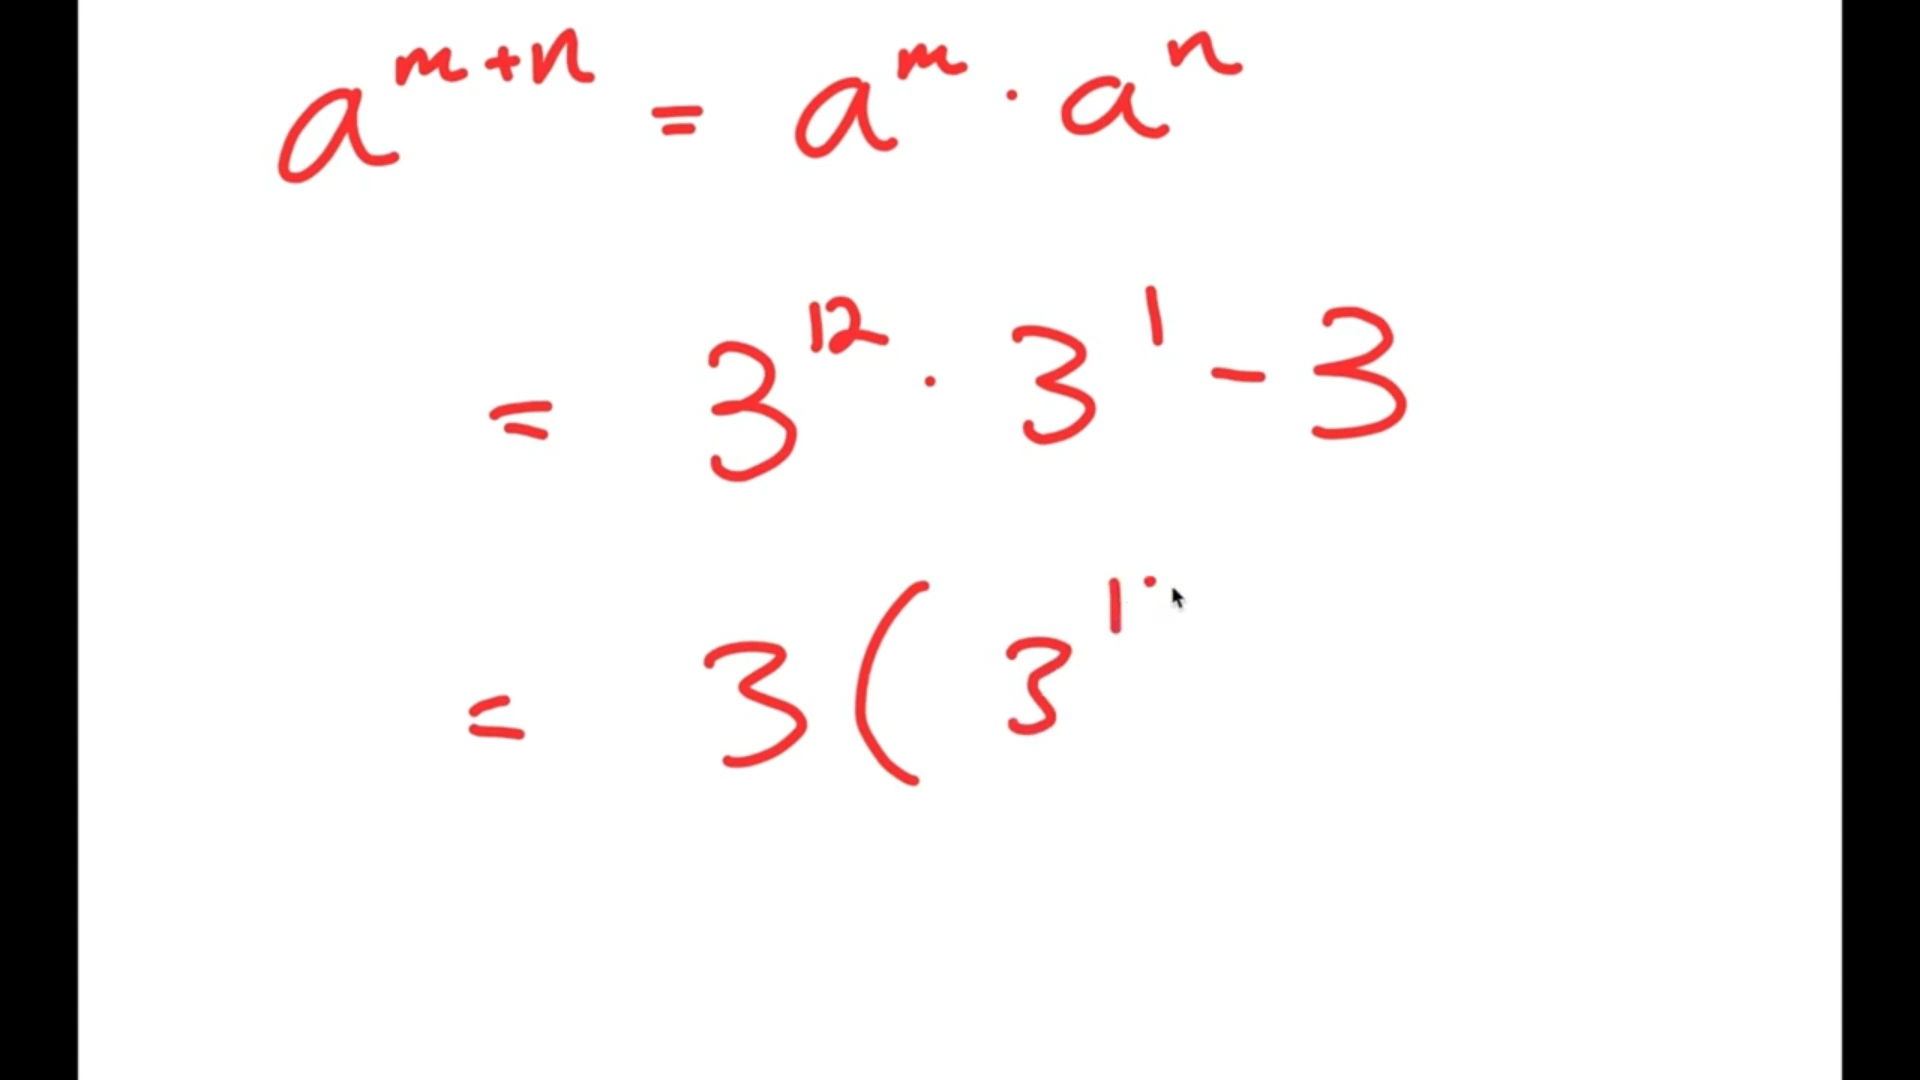 a^{m+n} = a^m · a^n
= 3^{12} · 3^1 - 3
= 3 ( 3^{1